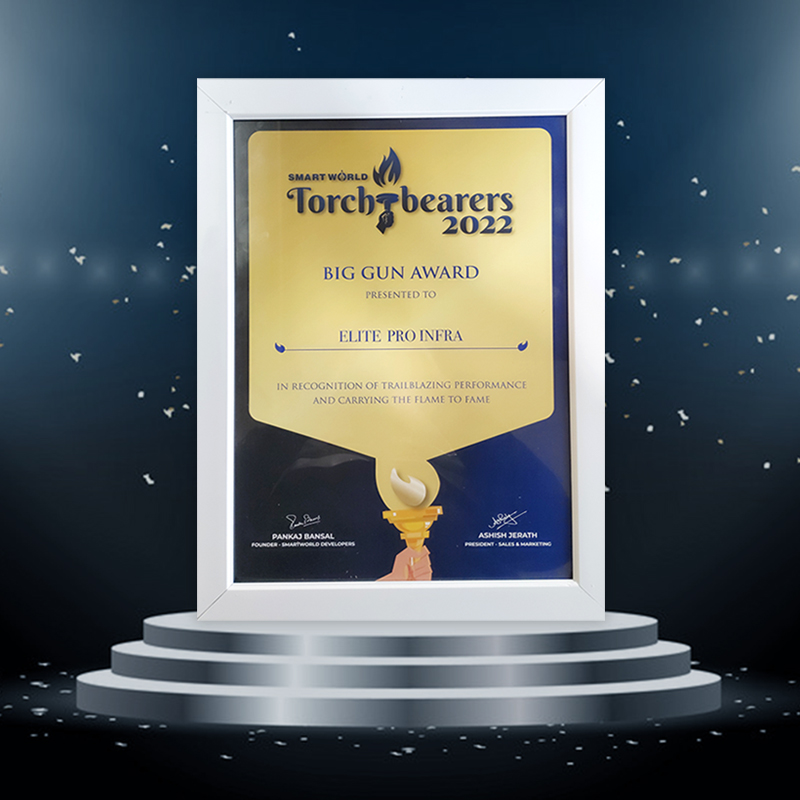 SMART WORLD
Torchbearers
2022
BIG GUN AWARD
PRESENTED TO
ELITE PRO INFRA
IN RECOGNITION OF TRAILBLAZING PERFORMANCE
AND CARRYING THE FLAME TO FAME
PANKAJ BANSAL
FOUNDER - SMARTWORLD DEVELOPERS
ASHISH JERATH
PRESIDENT - SALES & MARKETING